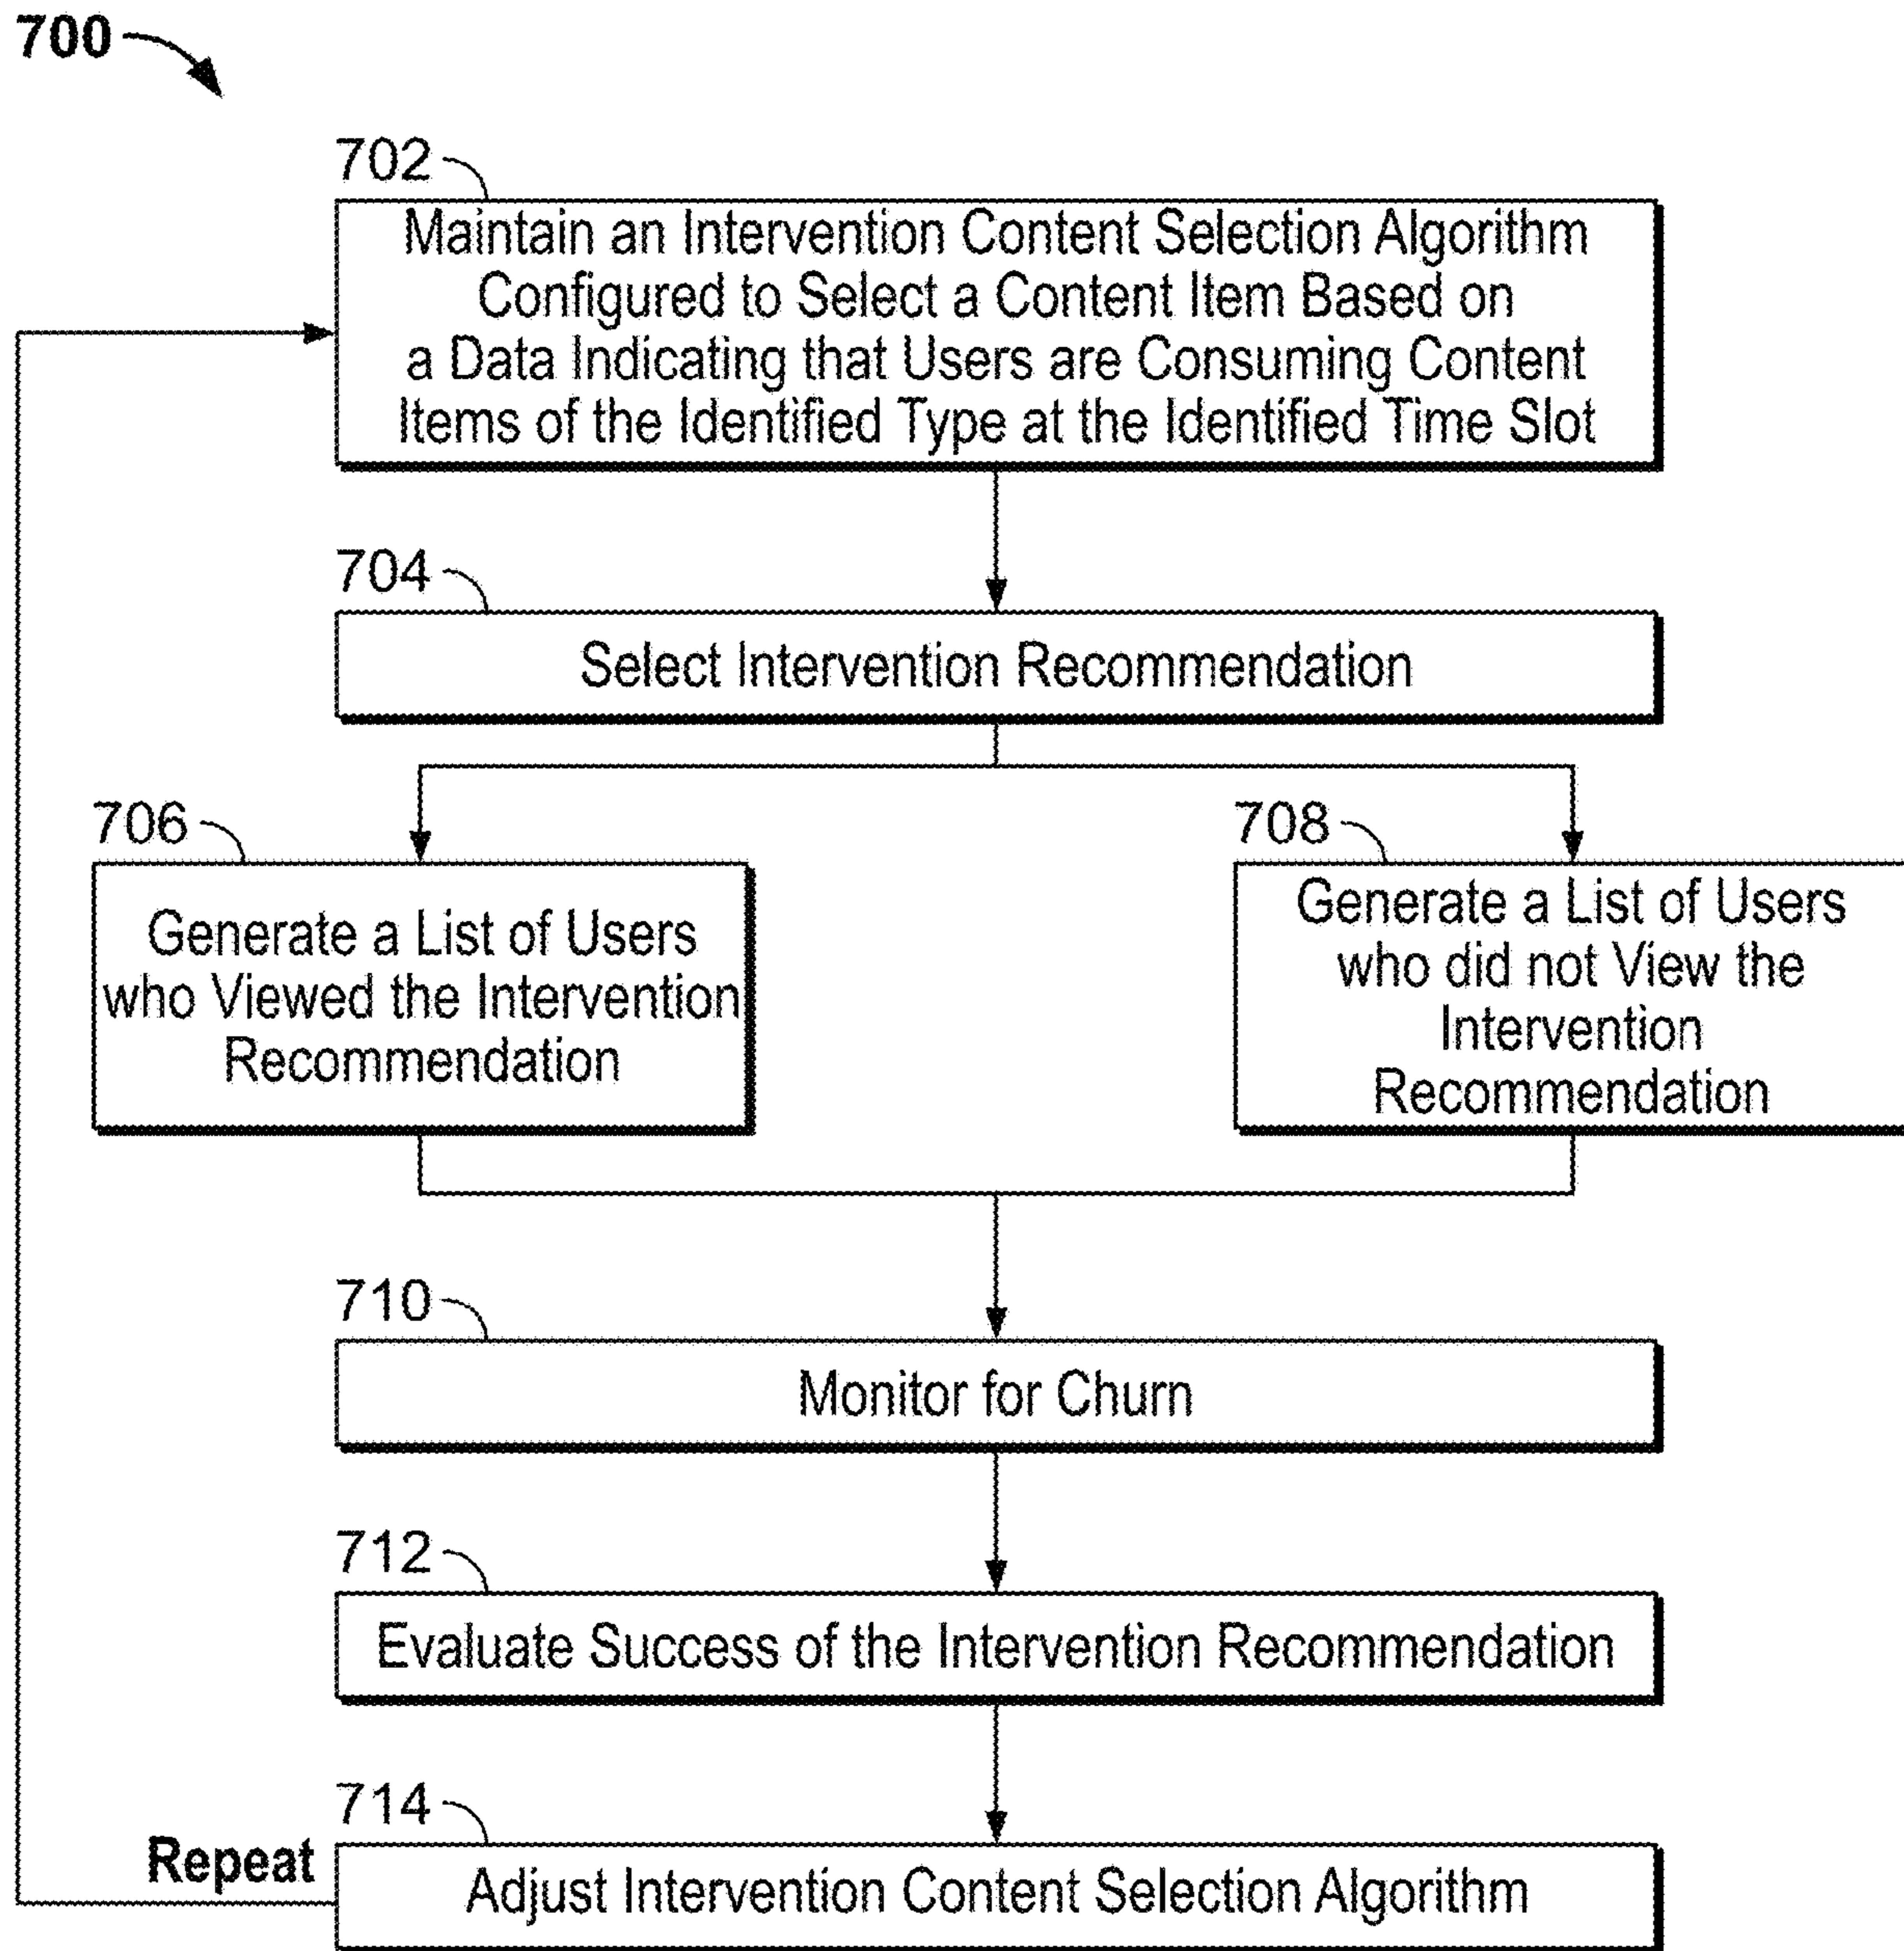 700
702
Maintain an Intervention Content Selection Algorithm
Configured to Select a Content Item Based on
a Data Indicating that Users are Consuming Content
Items of the Identified Type at the Identified Time Slot
704
Select Intervention Recommendation
706
Generate a List of Users
who Viewed the Intervention
Recommendation
708
Generate a List of Users
who did not View the
Intervention
Recommendation
710
Monitor for Churn
712
Evaluate Success of the Intervention Recommendation
714
Repeat
Adjust Intervention Content Selection Algorithm